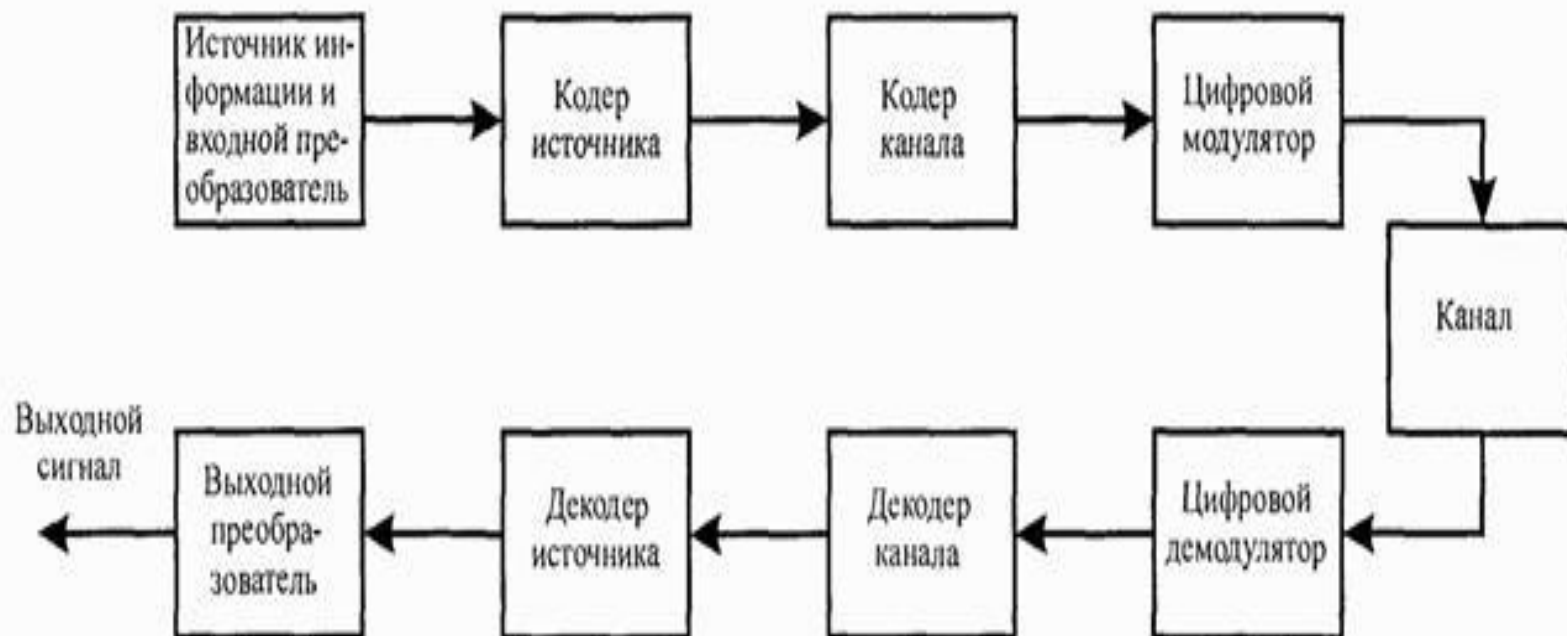 Источник ин-
формации и
входной пре-
образователь
Кодер
источника
Кодер
канала
Цифровой
модулятор
Канал
Цифровой
демодулятор
Декодер
канала
Декодер
источника
Выходной
преобра-
зователь
Выходной
сигнал